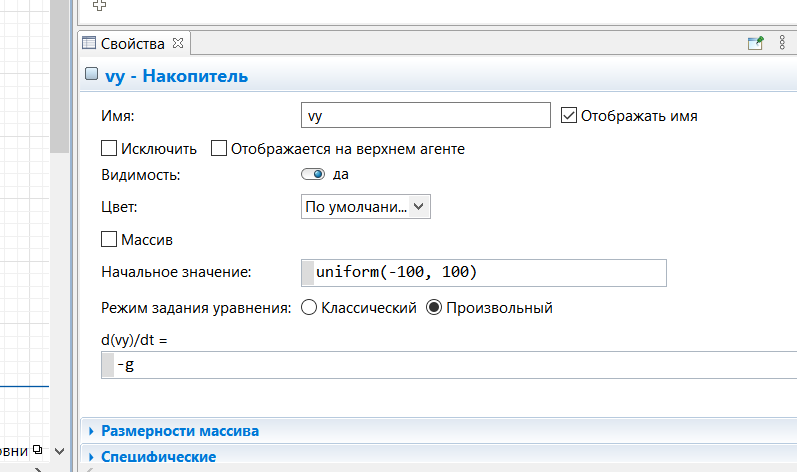 Свойства
vy - Накопитель
Имя: vy Отображать имя
Исключить Отображается на верхнем агенте
Видимость: да
Цвет: По умолчани...
Массив
Начальное значение: uniform(-100, 100)
Режим задания уравнения: Классический Произвольный
d(vy)/dt =
-g
Размерности массива
Специфические
овни